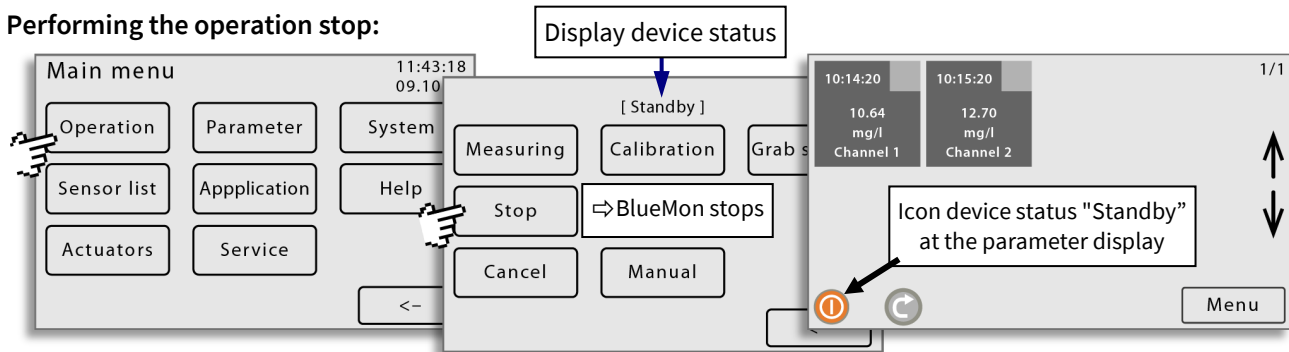 Performing the operation stop:
Display device status
Main menu
11:43:18
09.10
Operation
Parameter
System
Sensor list
Appplication
Help
Actuators
Service
<–
[ Standby ]
Measuring
Calibration
Grab s
Stop
⇨BlueMon stops
Cancel
Manual
1/1
10:14:20
10.64
mg/l
Channel 1
10:15:20
12.70
mg/l
Channel 2
Icon device status "Standby”
at the parameter display
Menu